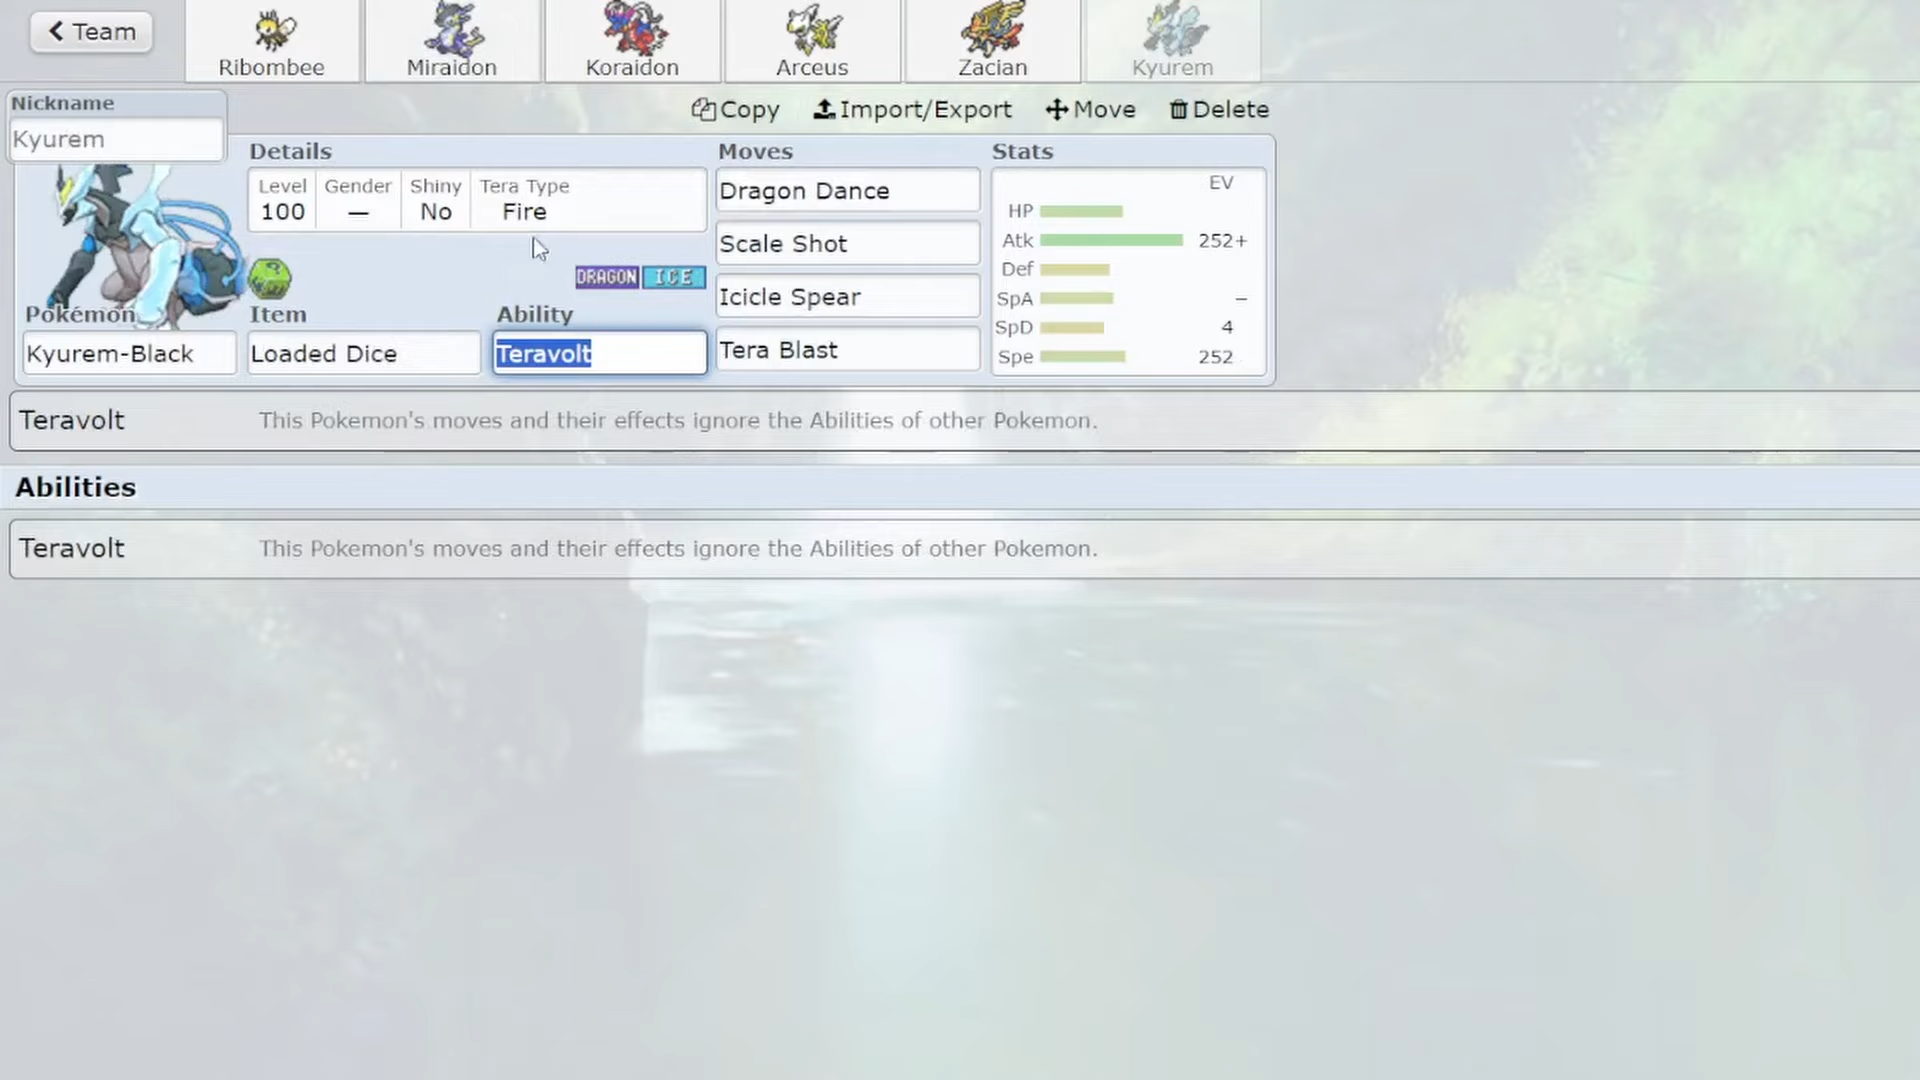 Team
Ribombee
Miraidon
Koraidon
Arceus
Zacian
Kyurem
Nickname
Kyurem
Copy
Import/Export
Move
Delete
Details
Moves
Stats
Level
Gender
Shiny
Tera Type
100
—
No
Fire
DRAGON ICE
Pokémon
Item
Ability
Kyurem-Black
Loaded Dice
Teravolt
Dragon Dance
Scale Shot
Icicle Spear
Tera Blast
EV
HP
Atk 252+
Def
SpA –
SpD 4
Spe 252
Teravolt This Pokemon's moves and their effects ignore the Abilities of other Pokemon.
Abilities
Teravolt This Pokemon's moves and their effects ignore the Abilities of other Pokemon.